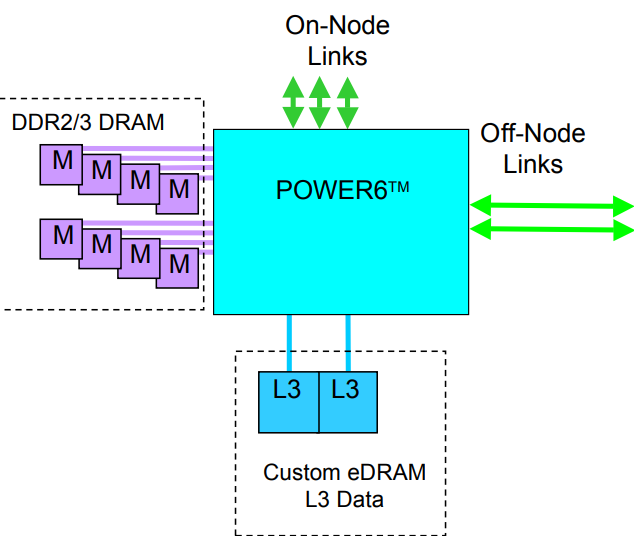 On-Node
Links
DDR2/3 DRAM
M
M
M
M
M
M
M
M
POWER6™
Off-Node
Links
L3
L3
Custom eDRAM
L3 Data